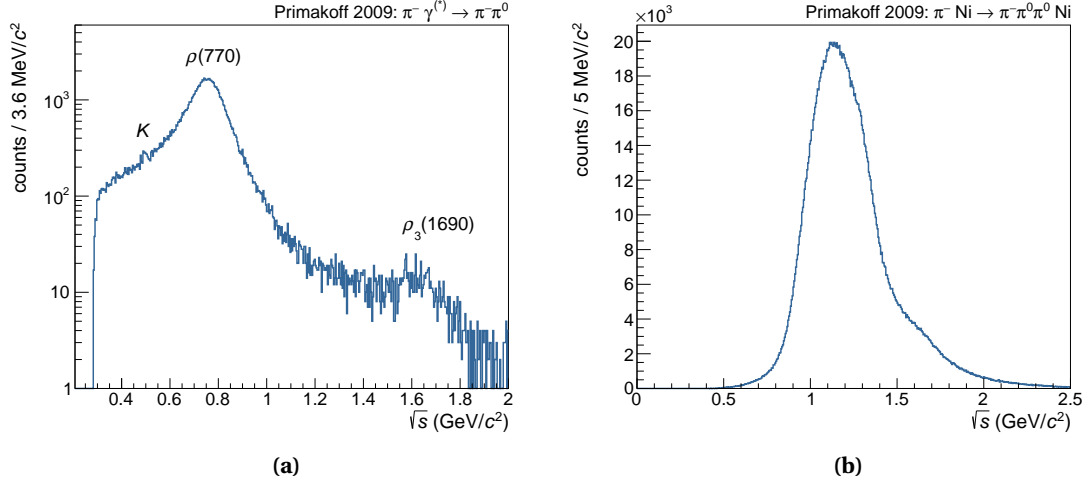 Primakoff 2009: π⁻ γ⁽*⁾ → π⁻π⁰
counts / 3.6 MeV/c²
10³
10²
10
1
ρ(770)
K
ρ₃(1690)
0.4 0.6 0.8 1 1.2 1.4 1.6 1.8 2
√s (GeV/c²)
(a)
Primakoff 2009: π⁻ Ni → π⁻π⁰π⁰ Ni
×10³
counts / 5 MeV/c²
20
18
16
14
12
10
8
6
4
2
0
0 0.5 1 1.5 2 2.5
√s (GeV/c²)
(b)